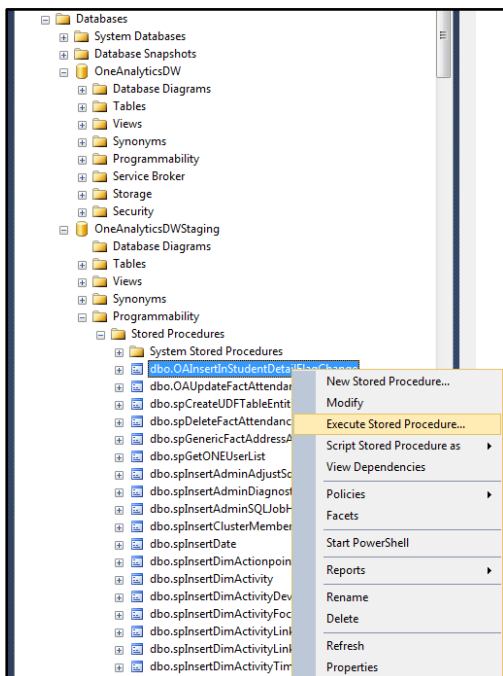 Databases
System Databases
Database Snapshots
OneAnalyticsDW
Database Diagrams
Tables
Views
Synonyms
Programmability
Service Broker
Storage
Security
OneAnalyticsDWStaging
Database Diagrams
Tables
Views
Synonyms
Programmability
Stored Procedures
System Stored Procedures
dbo.OAInsertInStudentDetailFlagChange
dbo.OAUpdateFactAttendan
dbo.spCreateUDFTableEntit
dbo.spDeleteFactAttendanc
dbo.spGenericFactAddressA
dbo.spGetONEUserList
dbo.spInsertAdminAdjustSc
dbo.spInsertAdminDiagnost
dbo.spInsertAdminSQLJobH
dbo.spInsertClusterMember
dbo.spInsertDate
dbo.spInsertDimActionpoin
dbo.spInsertDimActivity
dbo.spInsertDimActivityDev
dbo.spInsertDimActivityFoc
dbo.spInsertDimActivityLink
dbo.spInsertDimActivityLink
dbo.spInsertDimActivityTim
New Stored Procedure...
Modify
Execute Stored Procedure...
Script Stored Procedure as
View Dependencies
Policies
Facets
Start PowerShell
Reports
Rename
Delete
Refresh
Properties